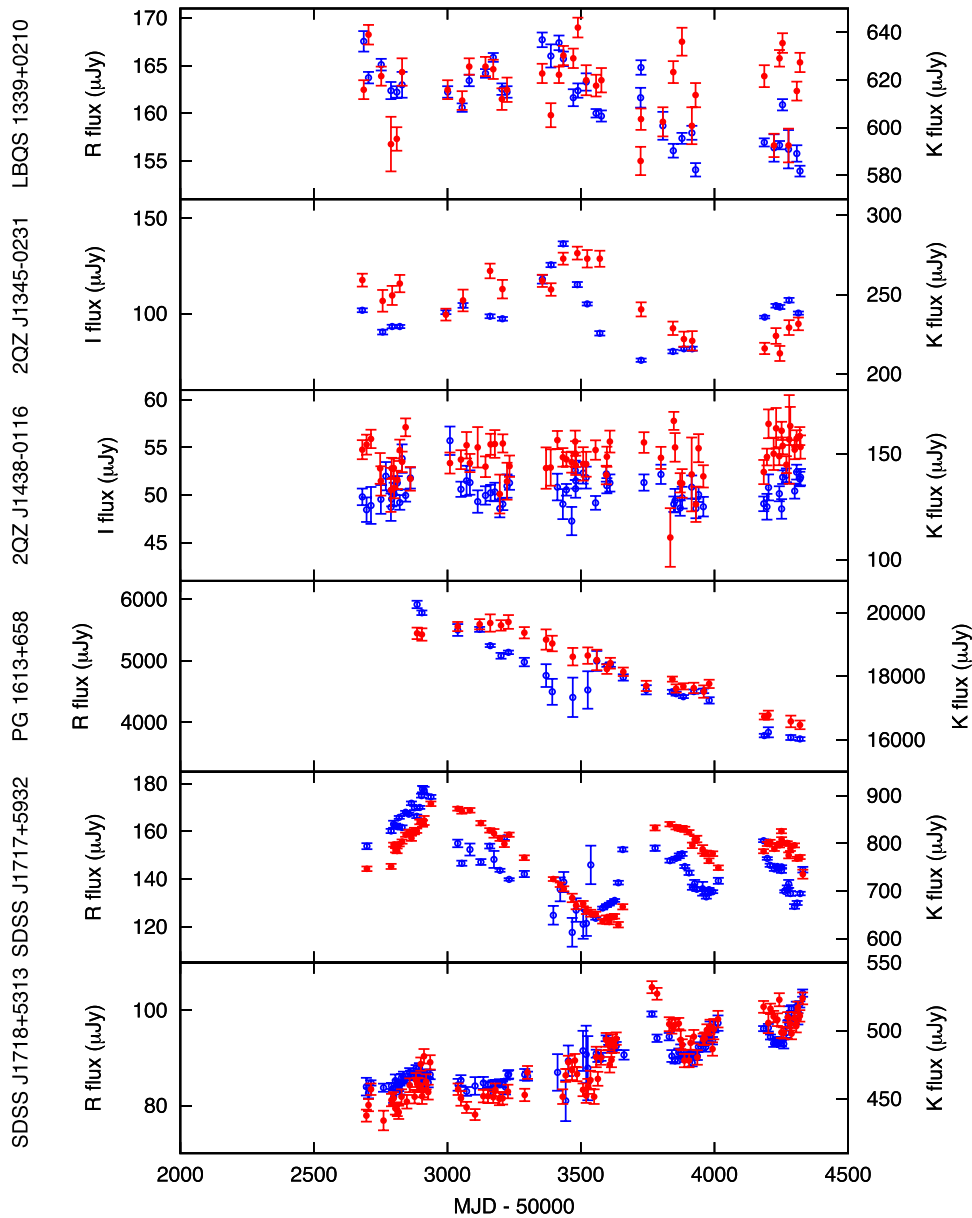 LBQS 1339+0210
R flux (μJy)
170
165
160
155
640
620
600
580
K flux (μJy)
2QZ J1345-0231
I flux (μJy)
150
100
300
250
200
K flux (μJy)
2QZ J1438-0116
I flux (μJy)
60
55
50
45
150
100
K flux (μJy)
PG 1613+658
R flux (μJy)
6000
5000
4000
20000
18000
16000
K flux (μJy)
SDSS J1717+5932
R flux (μJy)
180
160
140
120
900
800
700
600
K flux (μJy)
SDSS J1718+5313
R flux (μJy)
100
80
550
500
450
K flux (μJy)
2000
2500
3000
3500
4000
4500
MJD - 50000